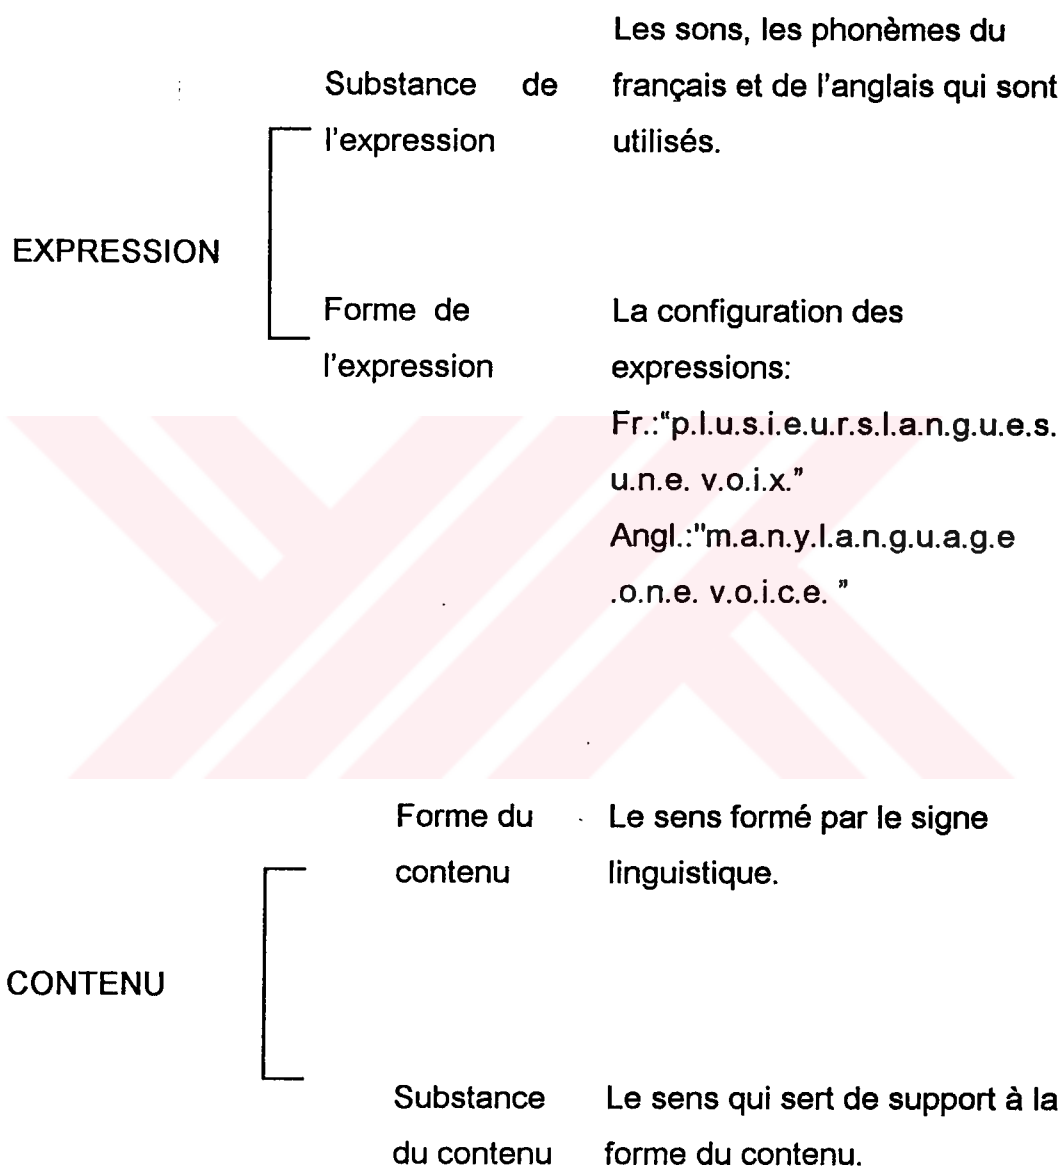 Les sons, les phonèmes du
Substance de français et de l'anglais qui sont
l'expression utilisés.
EXPRESSION
Forme de La configuration des
l'expression expressions:
Fr.:"p.l.u.s.i.e.u.r.s.l.a.n.g.u.e.s.
u.n.e. v.o.i.x."
Angl.:"m.a.n.y.l.a.n.g.u.a.g.e
.o.n.e. v.o.i.c.e. "
Forme du Le sens formé par le signe
contenu linguistique.
CONTENU
Substance Le sens qui sert de support à la
du contenu forme du contenu.